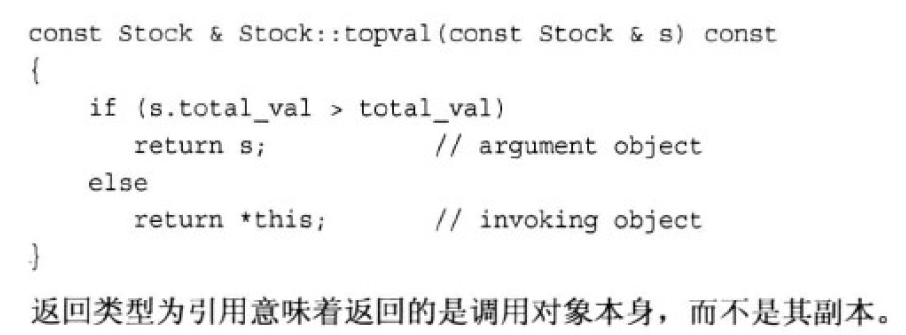 const Stock & Stock::topval(const Stock & s) const
{
    if (s.total_val > total_val)
        return s;            // argument object
    else
        return *this;        // invoking object
}
返回类型为引用意味着返回的是调用对象本身，而不是其副本。